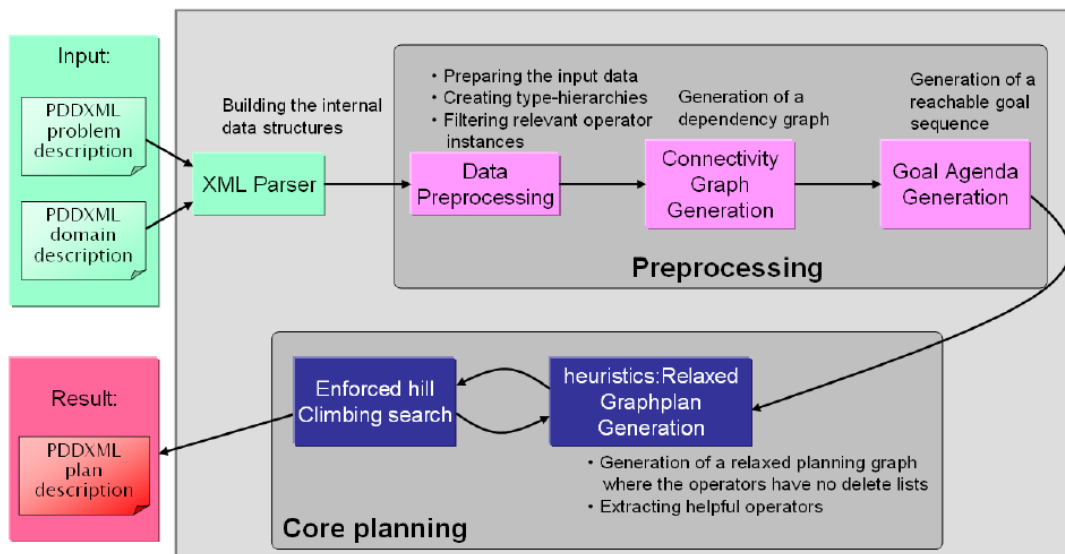 Input:
PDDXML
problem
description
PDDXML
domain
description
Building the internal
data structures
XML Parser
• Preparing the input data
• Creating type-hierarchies
• Filtering relevant operator
instances
Data
Preprocessing
Generation of a
dependency graph
Connectivity
Graph
Generation
Generation of a
reachable goal
sequence
Goal Agenda
Generation
Preprocessing
Result:
PDDXML
plan
description
Enforced hill
Climbing search
heuristics:Relaxed
Graphplan
Generation
• Generation of a relaxed planning graph
where the operators have no delete lists
• Extracting helpful operators
Core planning